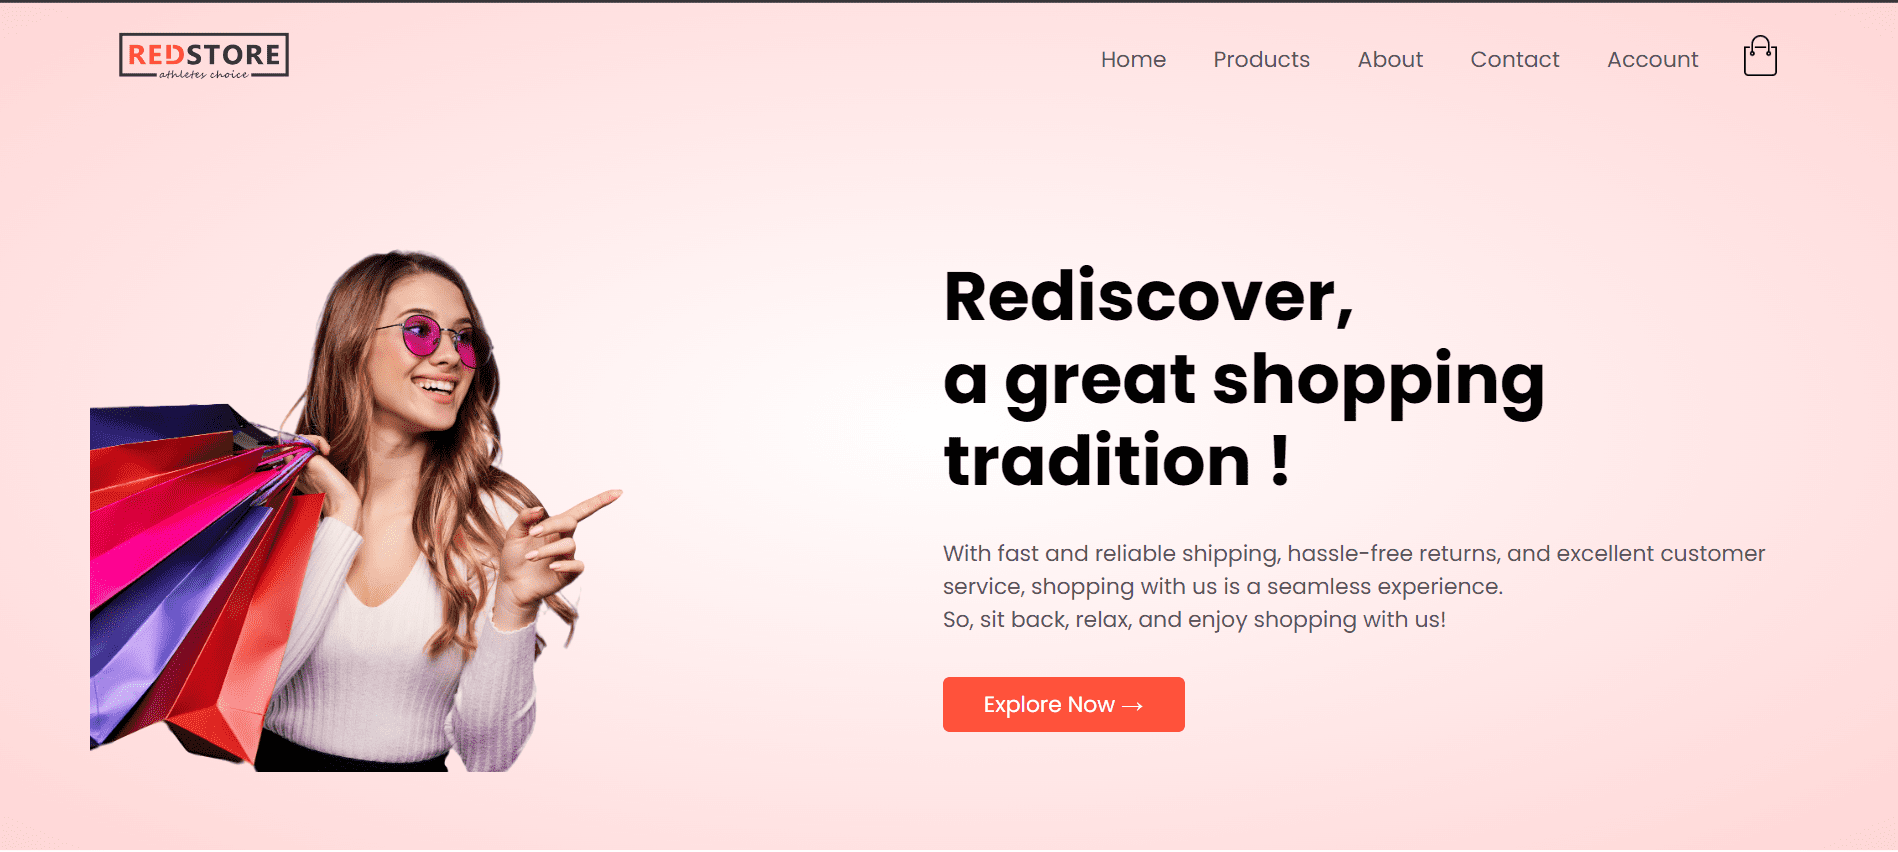 REDSTORE
athletes choice
Home Products About Contact Account
Rediscover,
a great shopping
tradition !
With fast and reliable shipping, hassle-free returns, and excellent customer
service, shopping with us is a seamless experience.
So, sit back, relax, and enjoy shopping with us!
Explore Now →